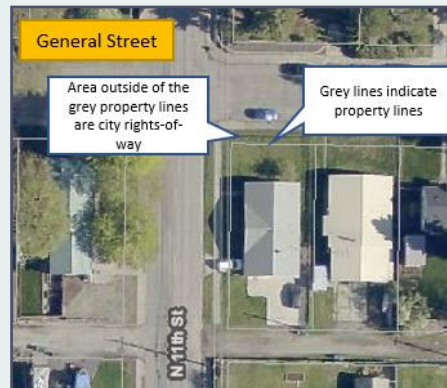 General Street
Area outside of the
grey property lines
are city rights-of-
way
Grey lines indicate
property lines
N 11th St